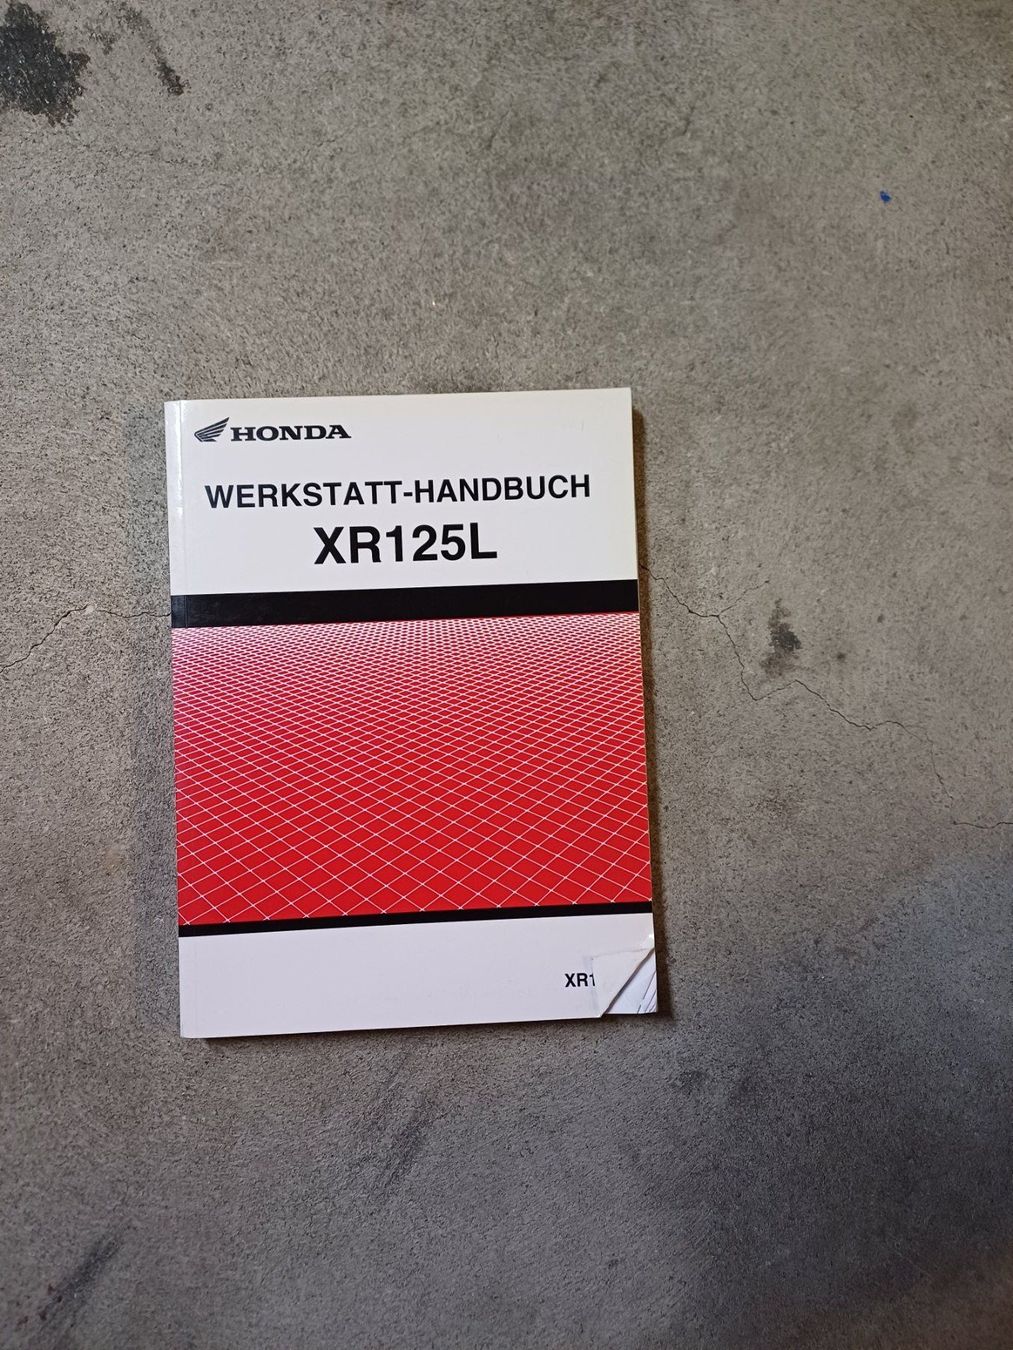 HONDA
WERKSTATT-HANDBUCH
XR125L
XR1